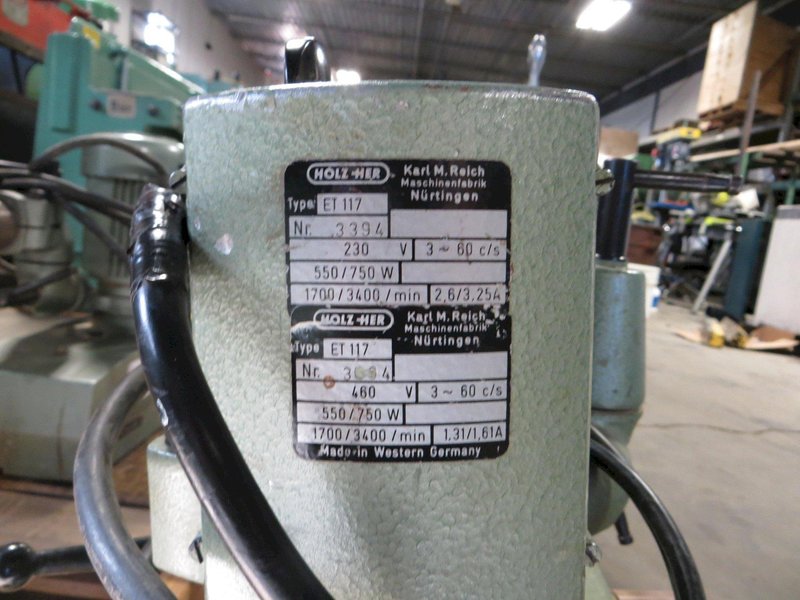 HOLZ-HER Karl M. Reich
Maschinenfabrik
Nürtingen
Type ET 117
Nr. 3394
230 V 3 ~ 60 c/s
550/750 W
1700/3400/min 2,6/3,25A
HOLZ-HER Karl M. Reich
Maschinenfabrik
Nürtingen
Type ET 117
Nr.
460 V 3 ~ 60 c/s
550/750 W
1700/3400/min 1,31/1,61A
Made in Western Germany